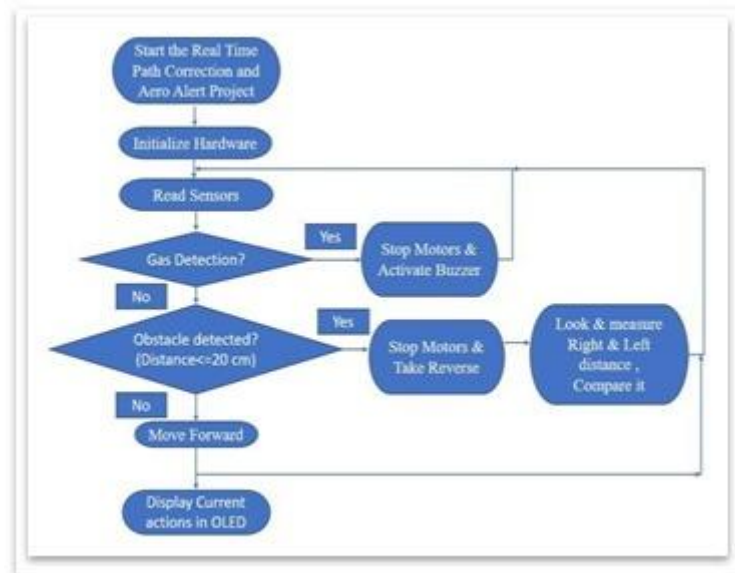 Start the Real Time
Path Correction and
Aero Alert Project
Initialize Hardware
Read Sensors
Gas Detection?
Yes
Stop Motors &
Activate Buzzer
No
Obstacle detected?
(Distance<=20 cm)
Yes
Stop Motors &
Take Reverse
Look & measure
Right & Left
distance ,
Compare it
No
Move Forward
Display Current
actions in OLED